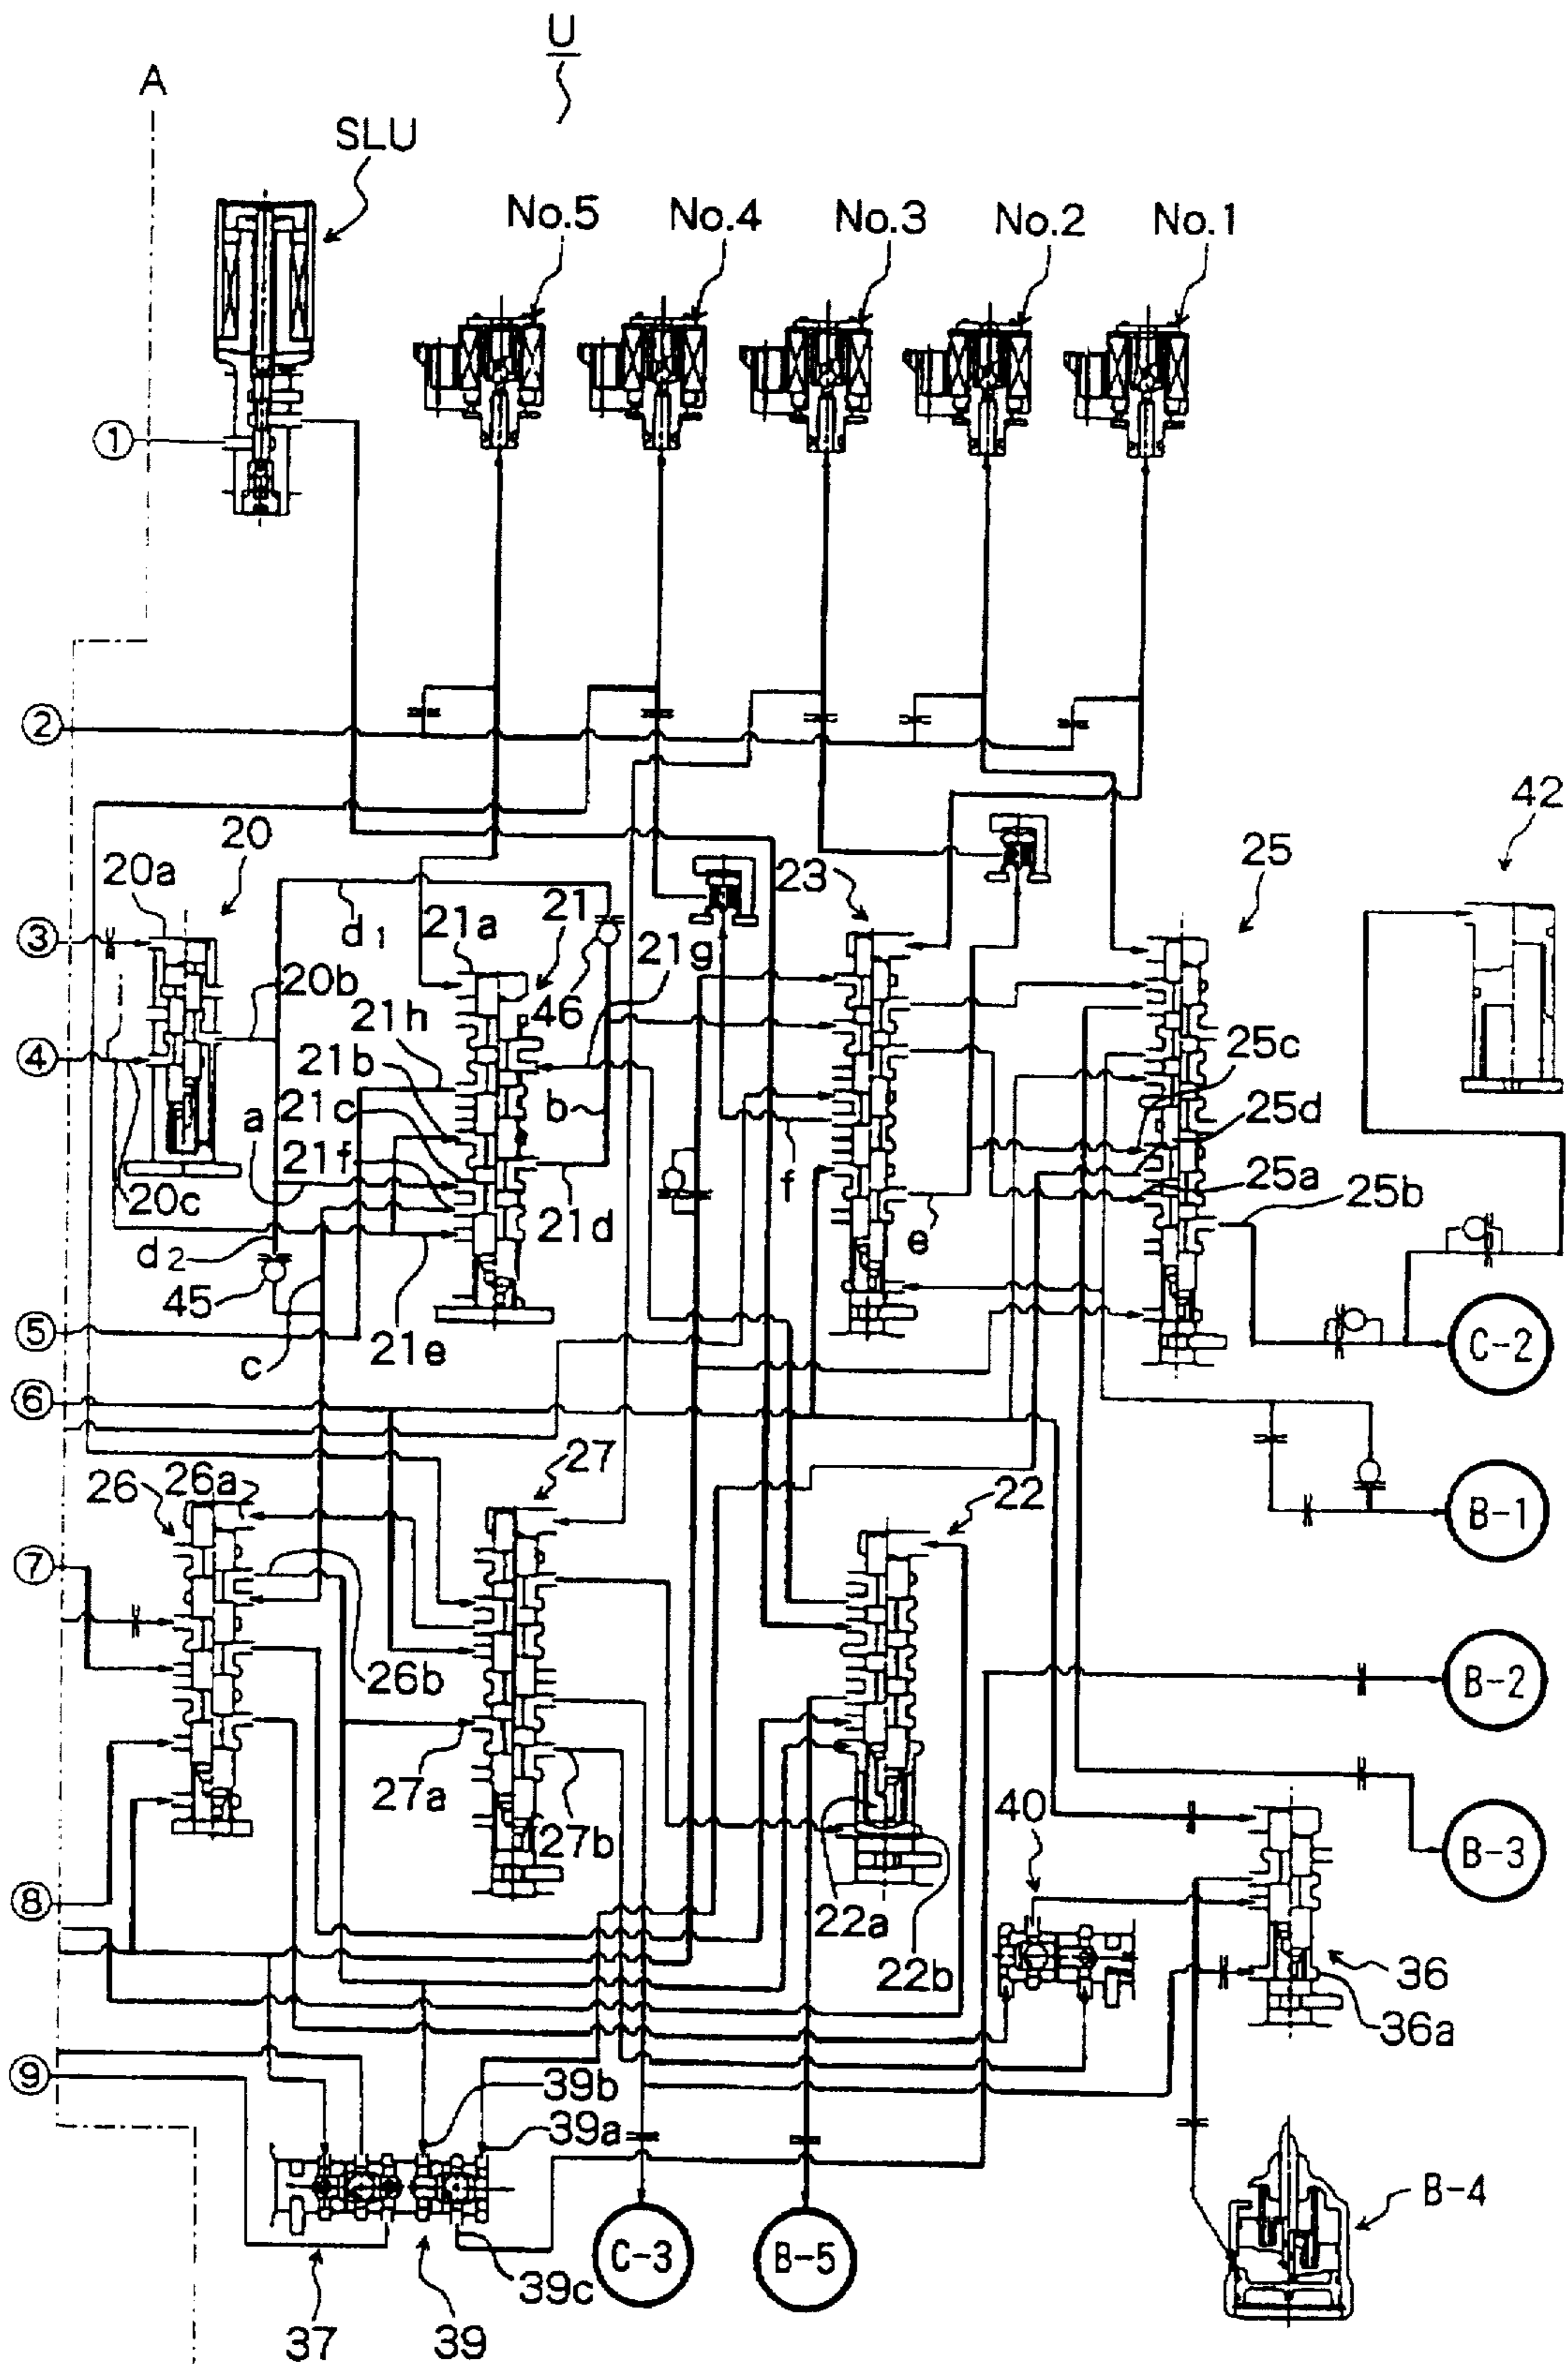 U
A
SLU
No.5 No.4 No.3 No.2 No.1
①
②
42
20 25
20a 23
③ 21a 21
d1
21g
20b 46
21h
④ 21b 25c
21c b 25d
a
21f 25a
20c f 25b
21d e
d2
45
⑤ 21e
c C-2
⑥
27
26 26a 22
B-1
⑦
26b B-2
27a 40
27b
B-3
⑧ 22a
22b 36
36a
⑨ 39b
39a
B-4
C-3 B-5
39c
37 39